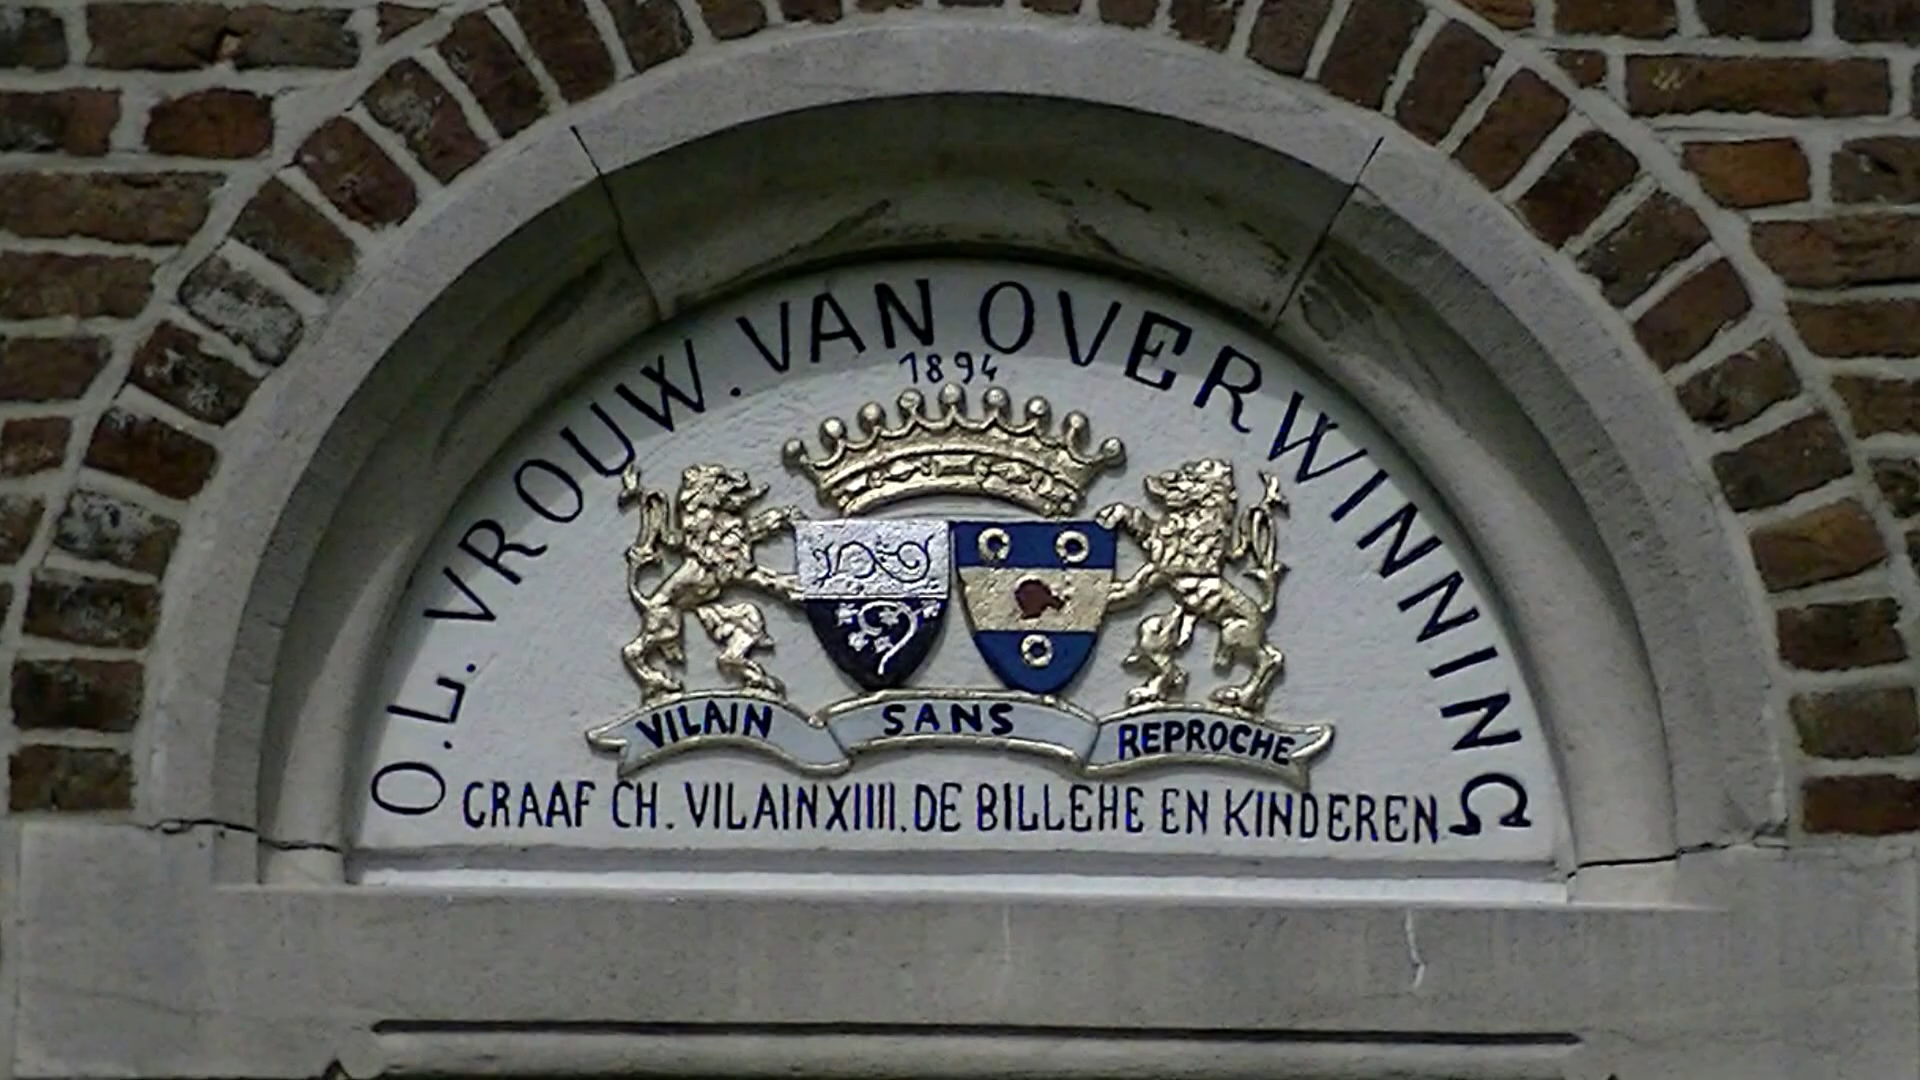 O.L. VROUW. VAN OVERWINNING
1894
VILAIN SANS REPROCHE
GRAAF CH. VILAIN XIIII. DE BILLEHE EN KINDEREN